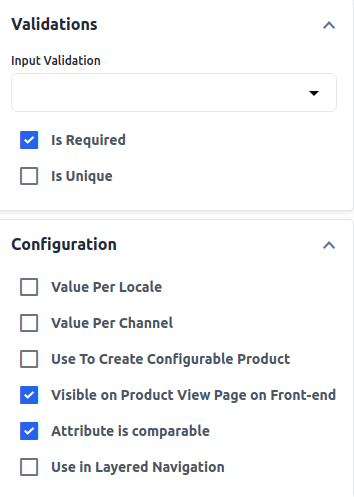 Validations
Input Validation
Is Required
Is Unique
Configuration
Value Per Locale
Value Per Channel
Use To Create Configurable Product
Visible on Product View Page on Front-end
Attribute is comparable
Use in Layered Navigation